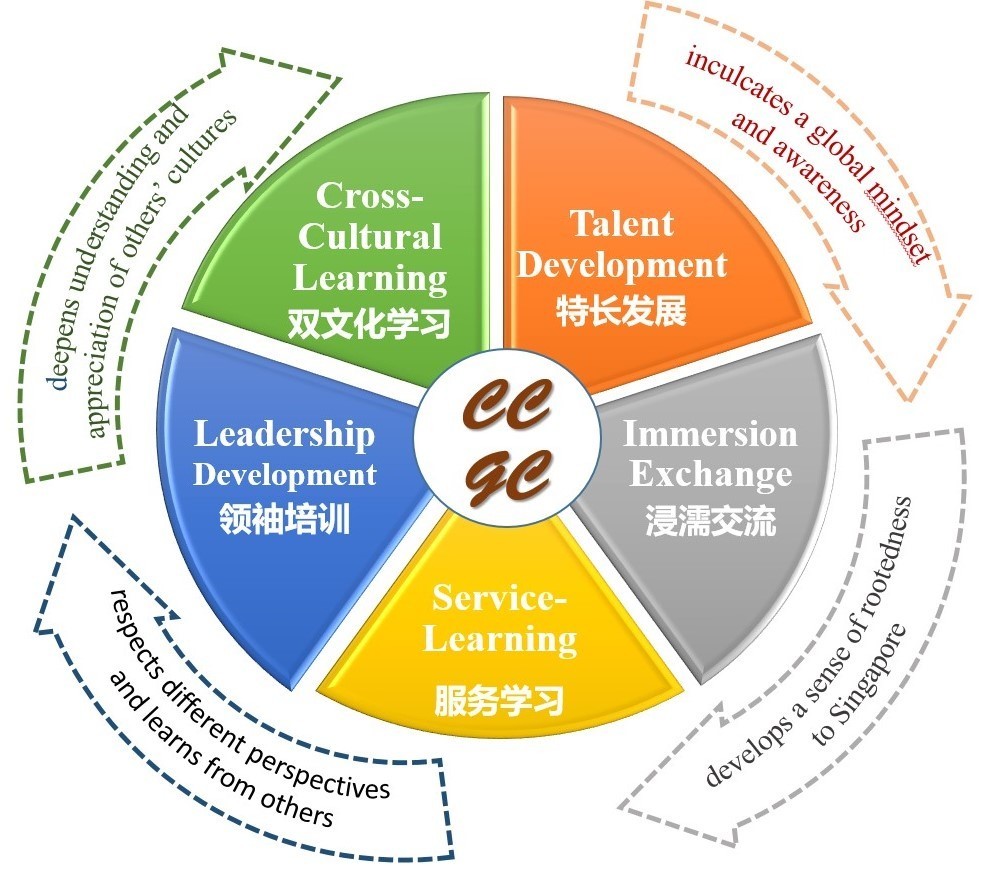 inculcates a global mindset
and awareness
deepens understanding and
appreciation of others' cultures
Cross-
Cultural
Learning
双文化学习
Talent
Development
特长发展
Leadership
Development
领袖培训
CC
GC
Immersion
Exchange
浸濡交流
Service-
Learning
服务学习
develops a sense of rootedness
to Singapore
respects different perspectives
and learns from others